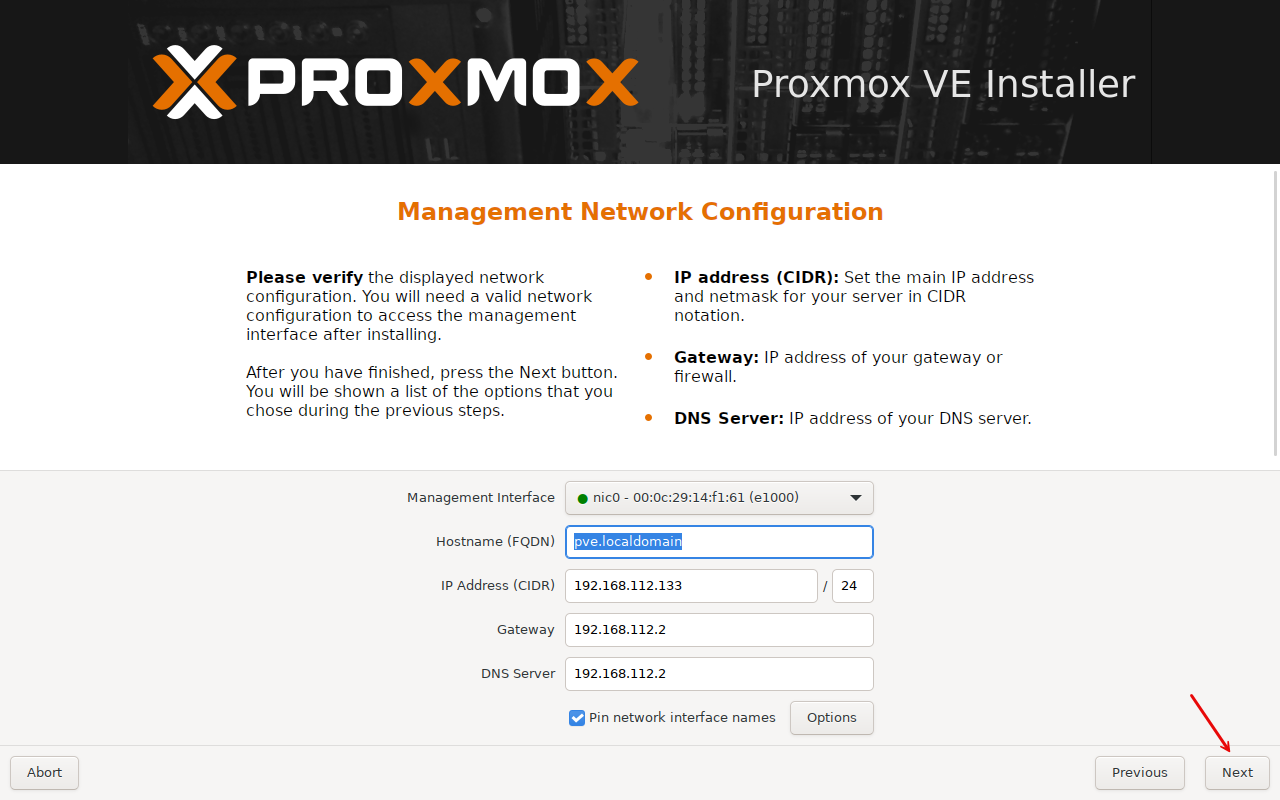 PROXMOX
Proxmox VE Installer
Management Network Configuration
Please verify the displayed network
configuration. You will need a valid network
configuration to access the management
interface after installing.
After you have finished, press the Next button.
You will be shown a list of the options that you
chose during the previous steps.
IP address (CIDR): Set the main IP address
and netmask for your server in CIDR
notation.
Gateway: IP address of your gateway or
firewall.
DNS Server: IP address of your DNS server.
Management Interface ● nic0 - 00:0c:29:14:f1:61 (e1000)
Hostname (FQDN) pve.localdomain
IP Address (CIDR) 192.168.112.133 / 24
Gateway 192.168.112.2
DNS Server 192.168.112.2
Pin network interface names Options
Abort Previous Next